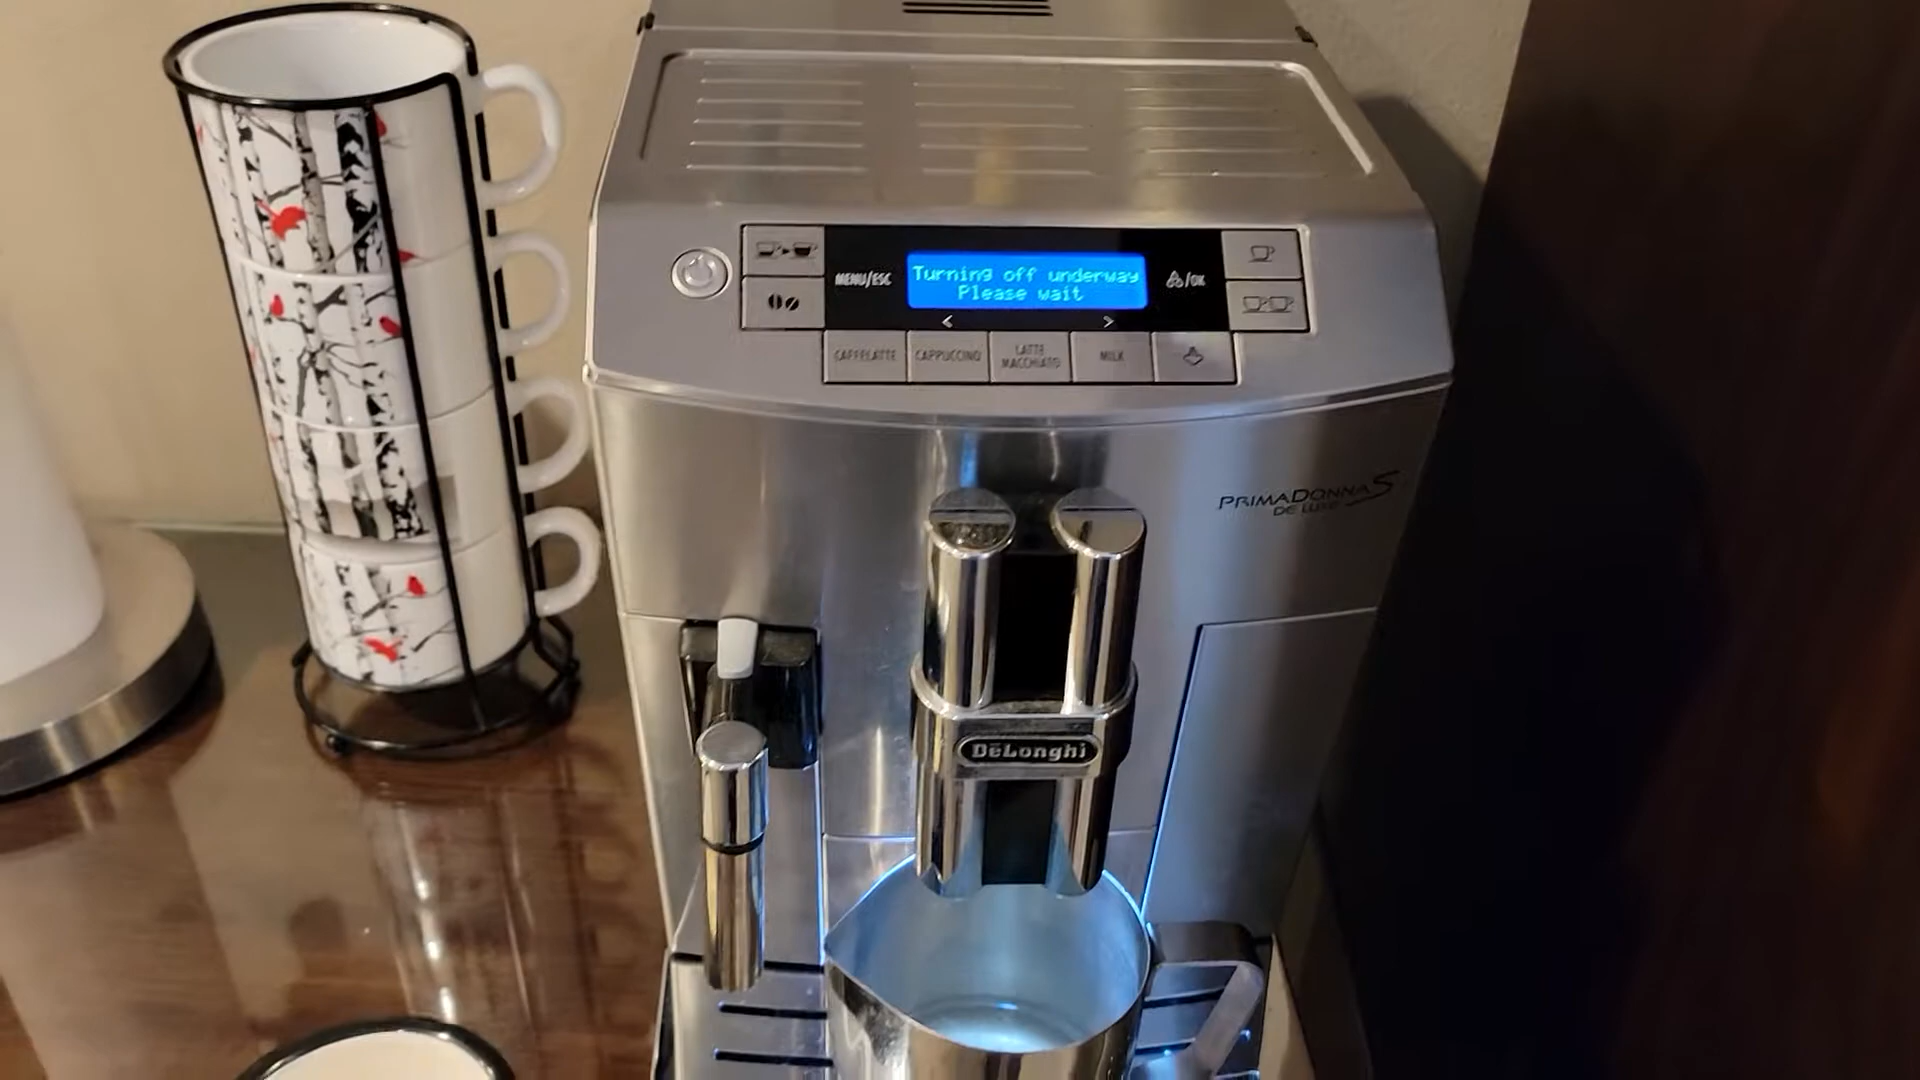 MENU/ESC
Turning off underway
Please wait
/OK
<
>
CAFFELATTE
CAPPUCCINO
LATTE
MACCHIATO
MILK
PRIMADONNA S
DE LUXE
DeLonghi